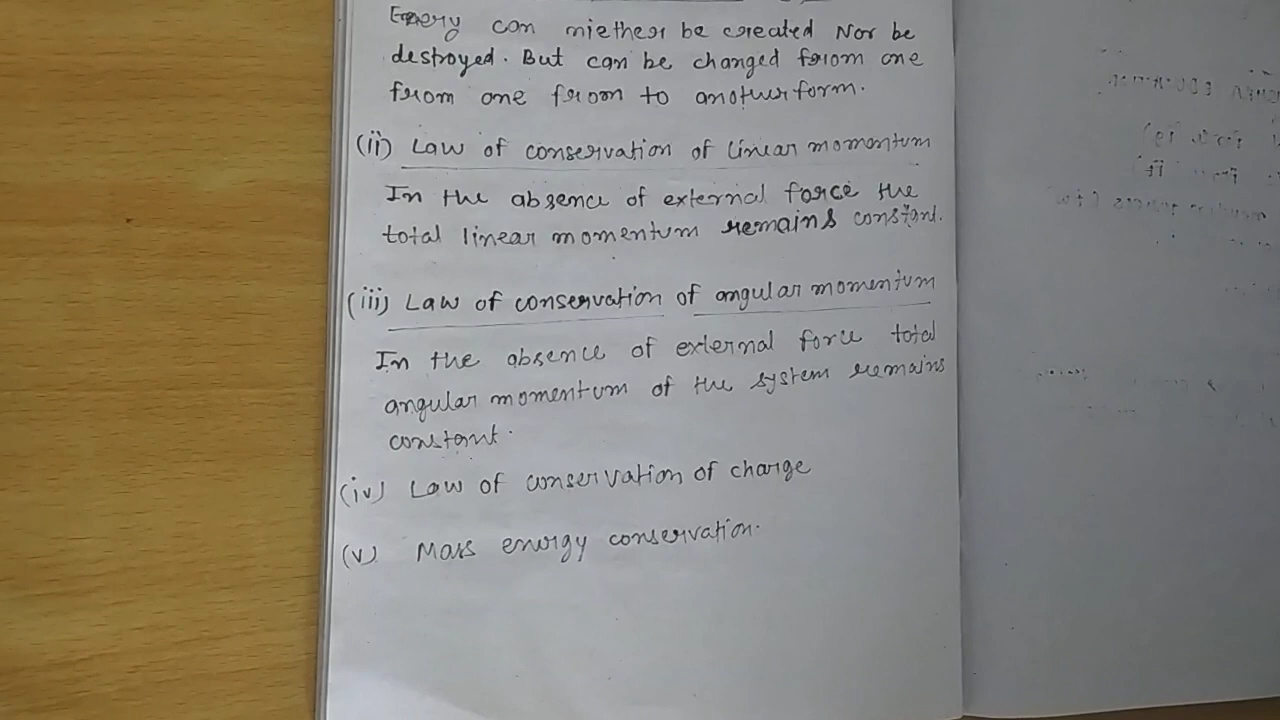 Enery can niether be created Nor be
destroyed. But can be changed from one
from one from to another form.
(ii) Law of conservation of linear momentum
In the absence of external force the
total linear momentum remains constant.
(iii) Law of conservation of angular momentum
In the absence of external force total
angular momentum of the system remains
constant.
(iv) Law of conservation of charge
(v) Mass energy conservation.